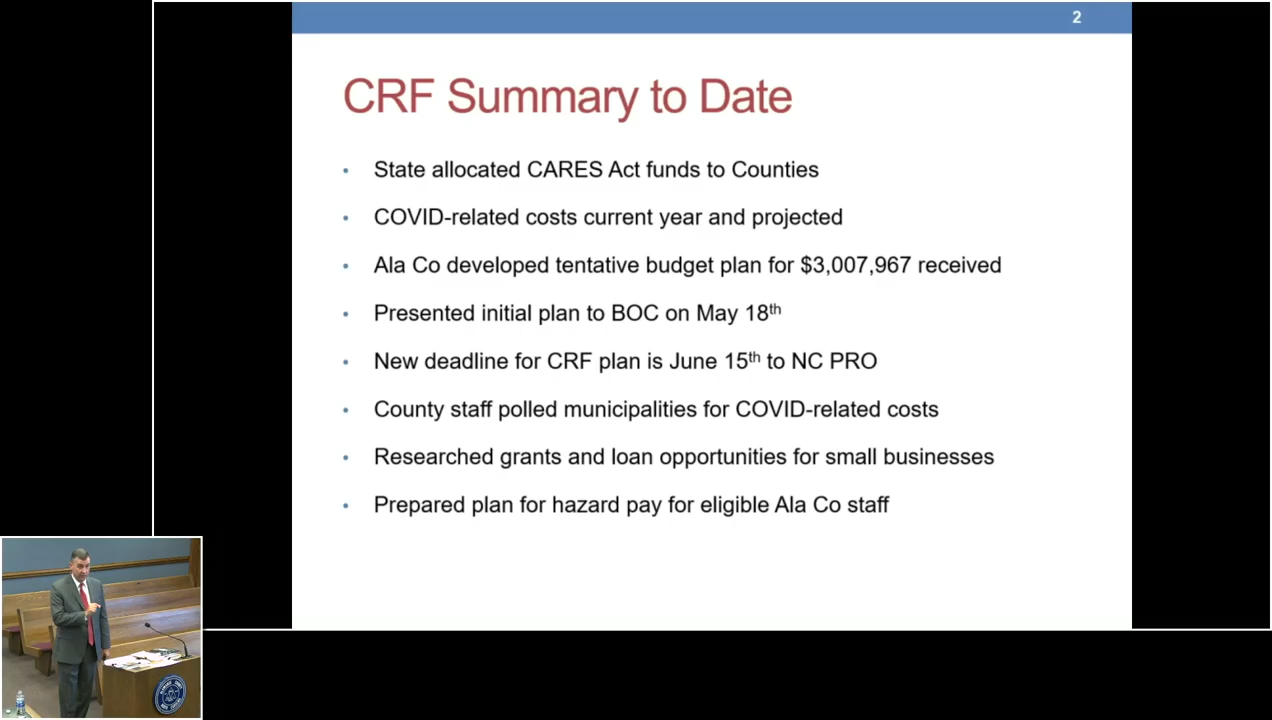 2
CRF Summary to Date
• State allocated CARES Act funds to Counties
• COVID-related costs current year and projected
• Ala Co developed tentative budget plan for $3,007,967 received
• Presented initial plan to BOC on May 18th
• New deadline for CRF plan is June 15th to NC PRO
• County staff polled municipalities for COVID-related costs
• Researched grants and loan opportunities for small businesses
• Prepared plan for hazard pay for eligible Ala Co staff